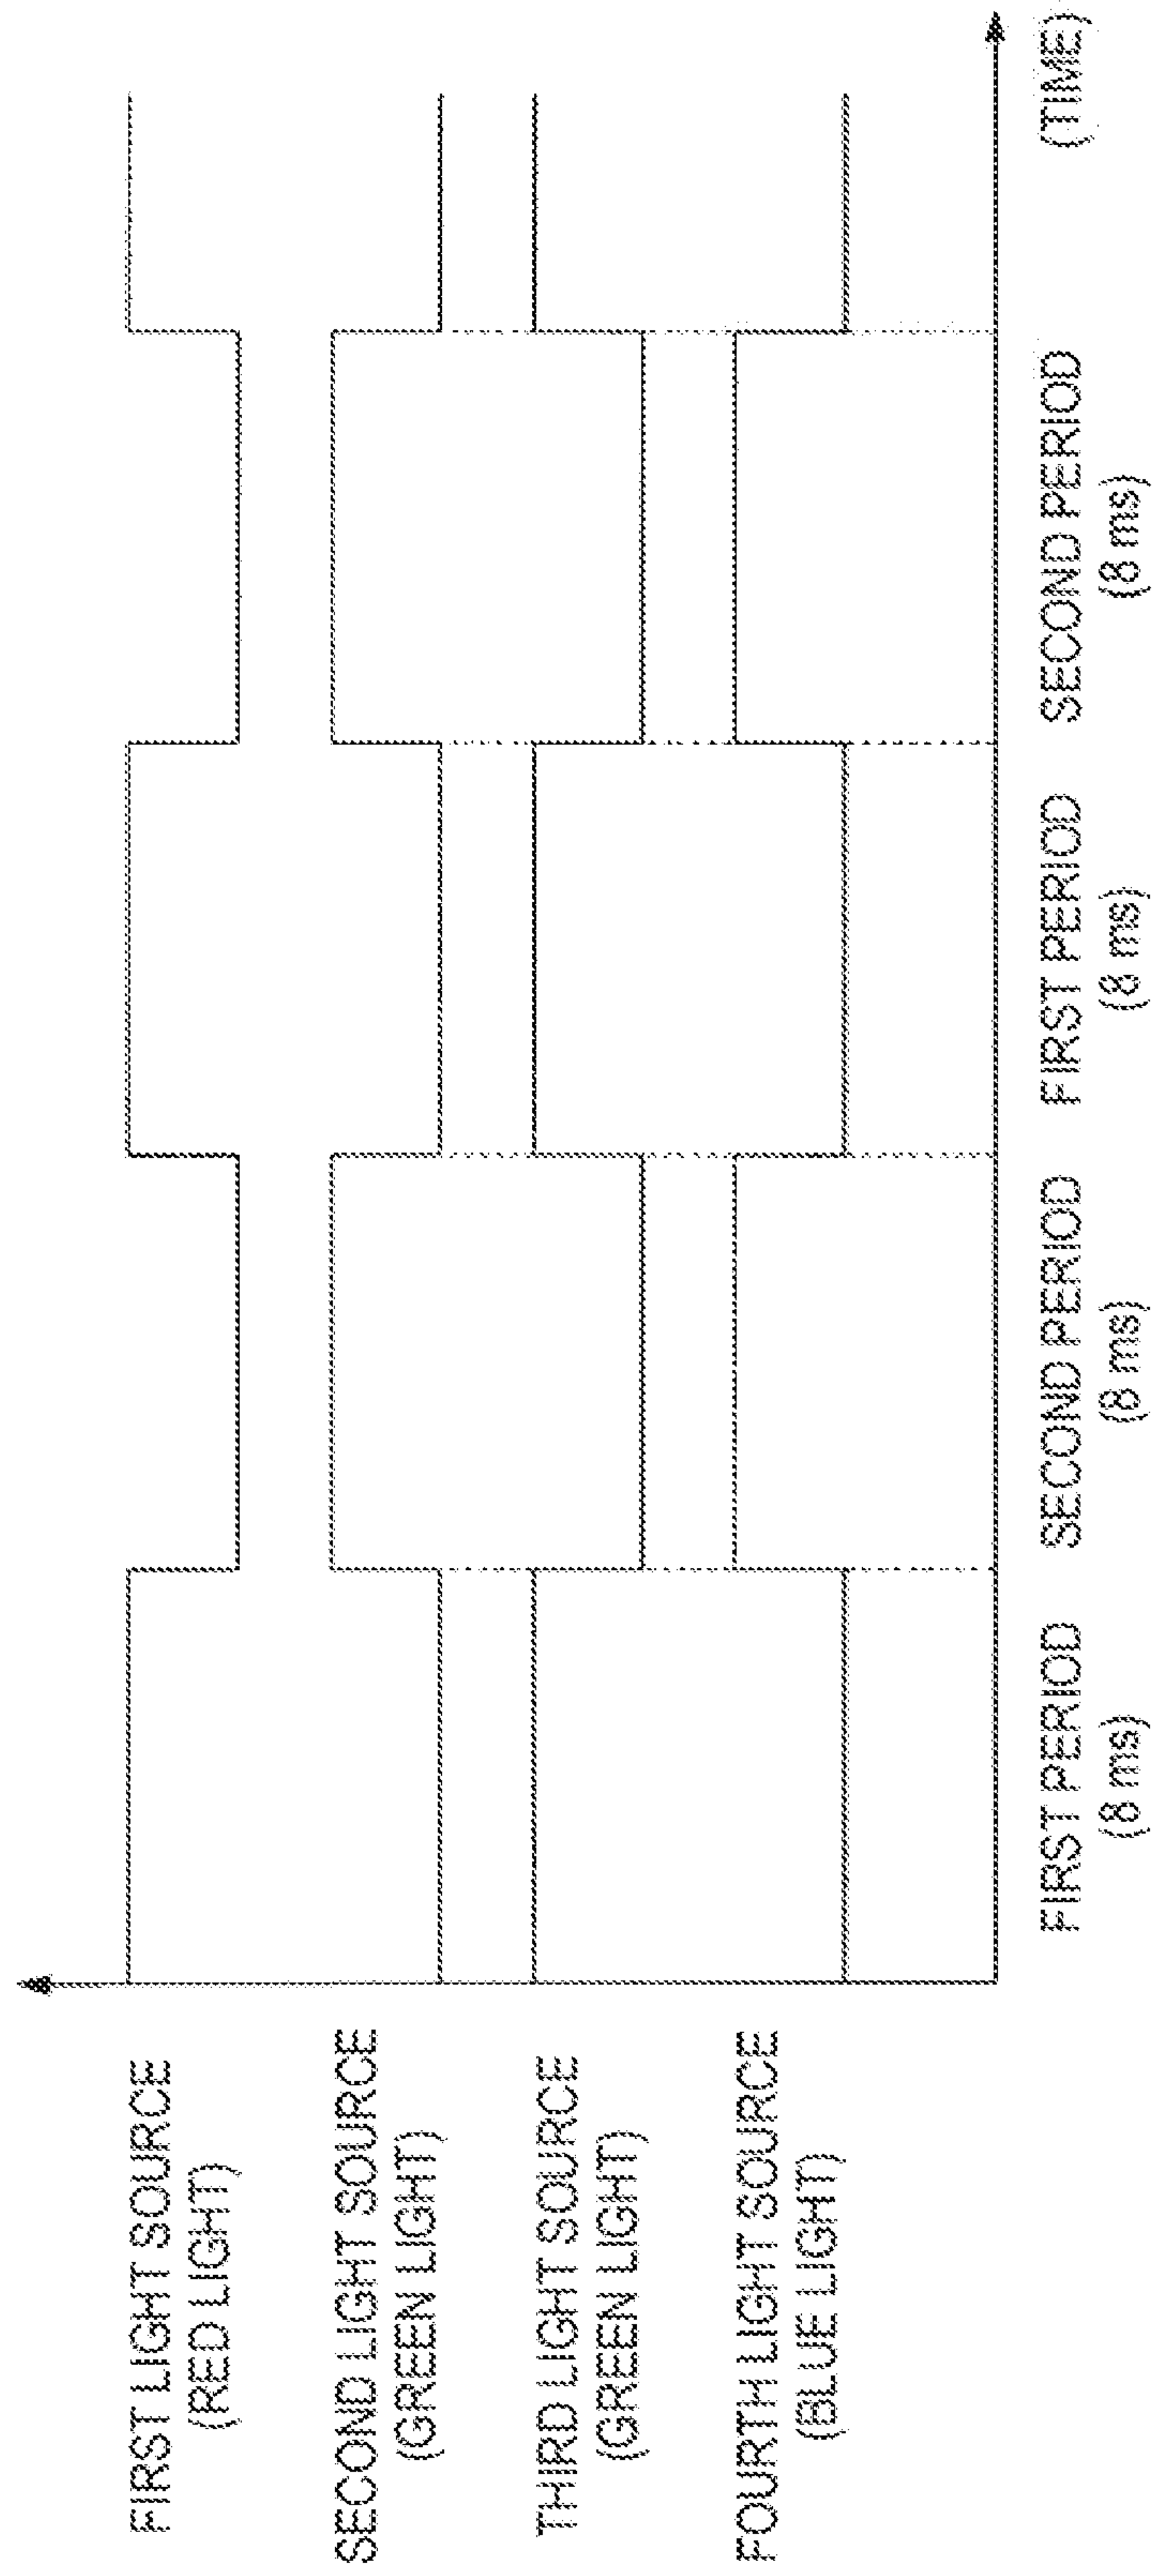 FIRST LIGHT SOURCE
(RED LIGHT)
SECOND LIGHT SOURCE
(GREEN LIGHT)
THIRD LIGHT SOURCE
(GREEN LIGHT)
FOURTH LIGHT SOURCE
(BLUE LIGHT)
FIRST PERIOD
(8 ms)
SECOND PERIOD
(8 ms)
FIRST PERIOD
(8 ms)
SECOND PERIOD
(8 ms)
(TIME)